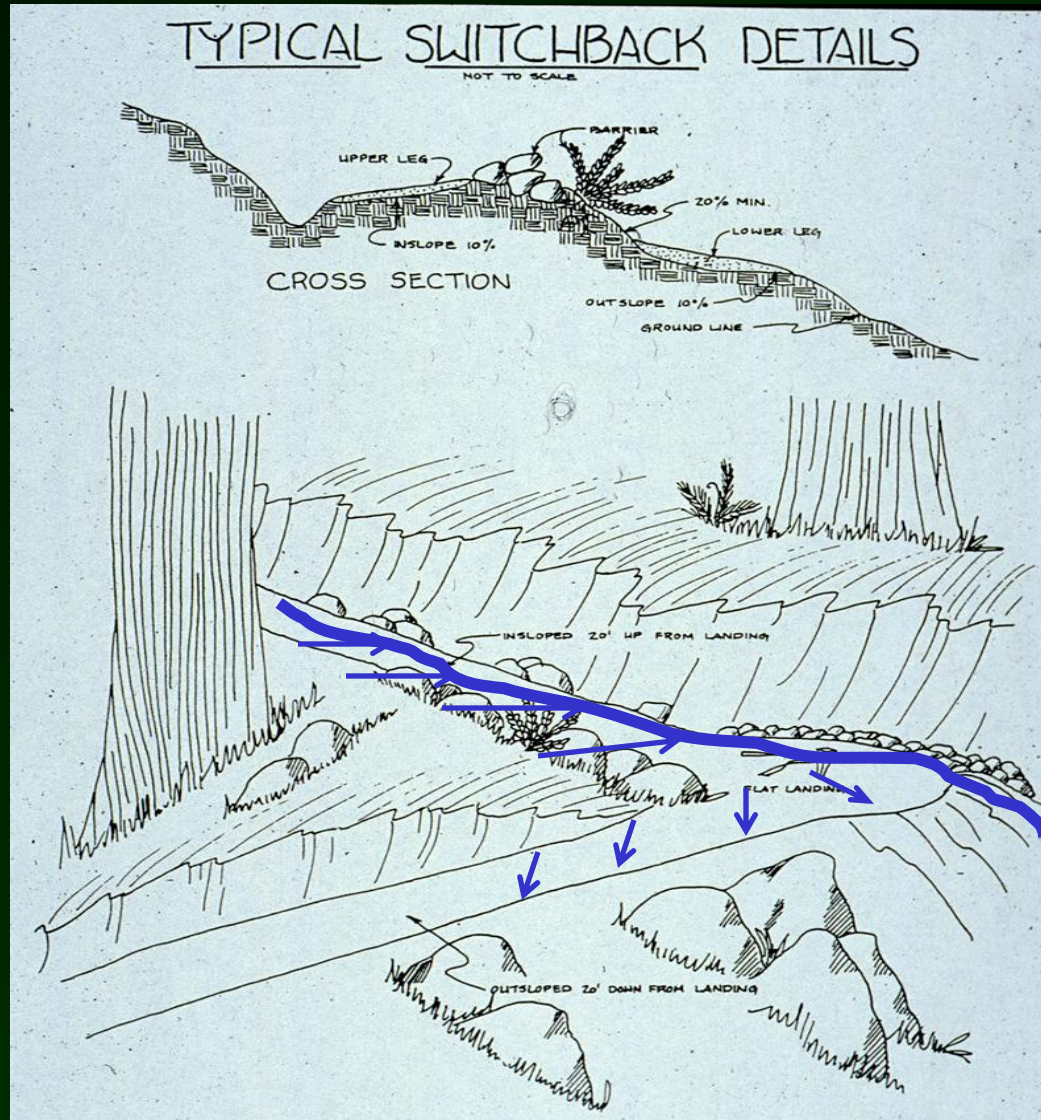 TYPICAL SWITCHBACK DETAILS
NOT TO SCALE
BARRIER
UPPER LEG
20% MIN.
LOWER LEG
INSLOPE 10%
CROSS SECTION
OUTSLOPE 10%
GROUND LINE
INSLOPED 20' UP FROM LANDING
FLAT LANDING
OUTSLOPED 20' DOWN FROM LANDING